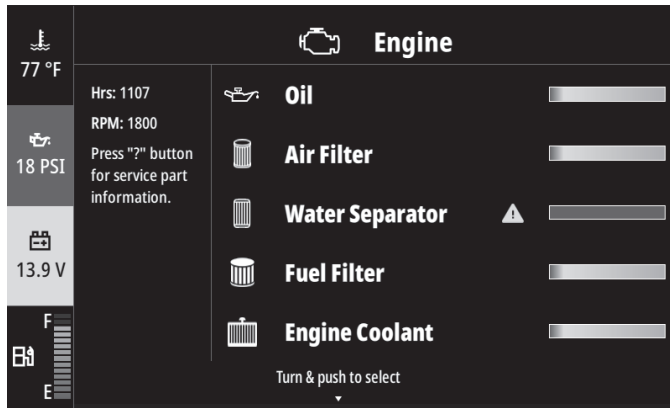 Engine
77 °F
18 PSI
13.9 V
F
E
Hrs: 1107
RPM: 1800
Press "?" button
for service part
information.
Oil
Air Filter
Water Separator
Fuel Filter
Engine Coolant
Turn & push to select